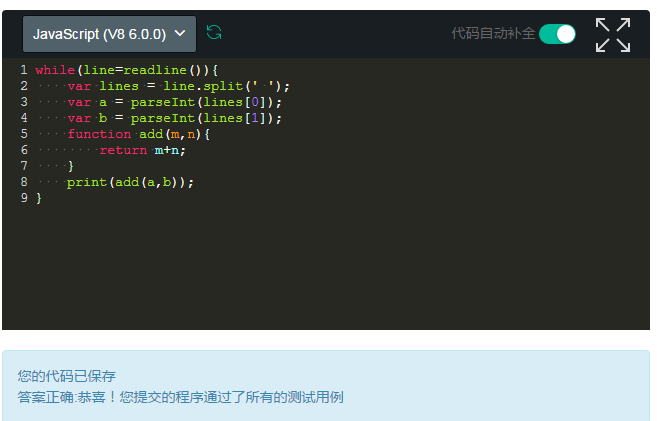 JavaScript (V8 6.0.0) 代码自动补全
1 while(line=readline()){
2     var lines = line.split(' ');
3     var a = parseInt(lines[0]);
4     var b = parseInt(lines[1]);
5     function add(m,n){
6         return m+n;
7     }
8     print(add(a,b));
9 }
您的代码已保存
答案正确:恭喜！您提交的程序通过了所有的测试用例